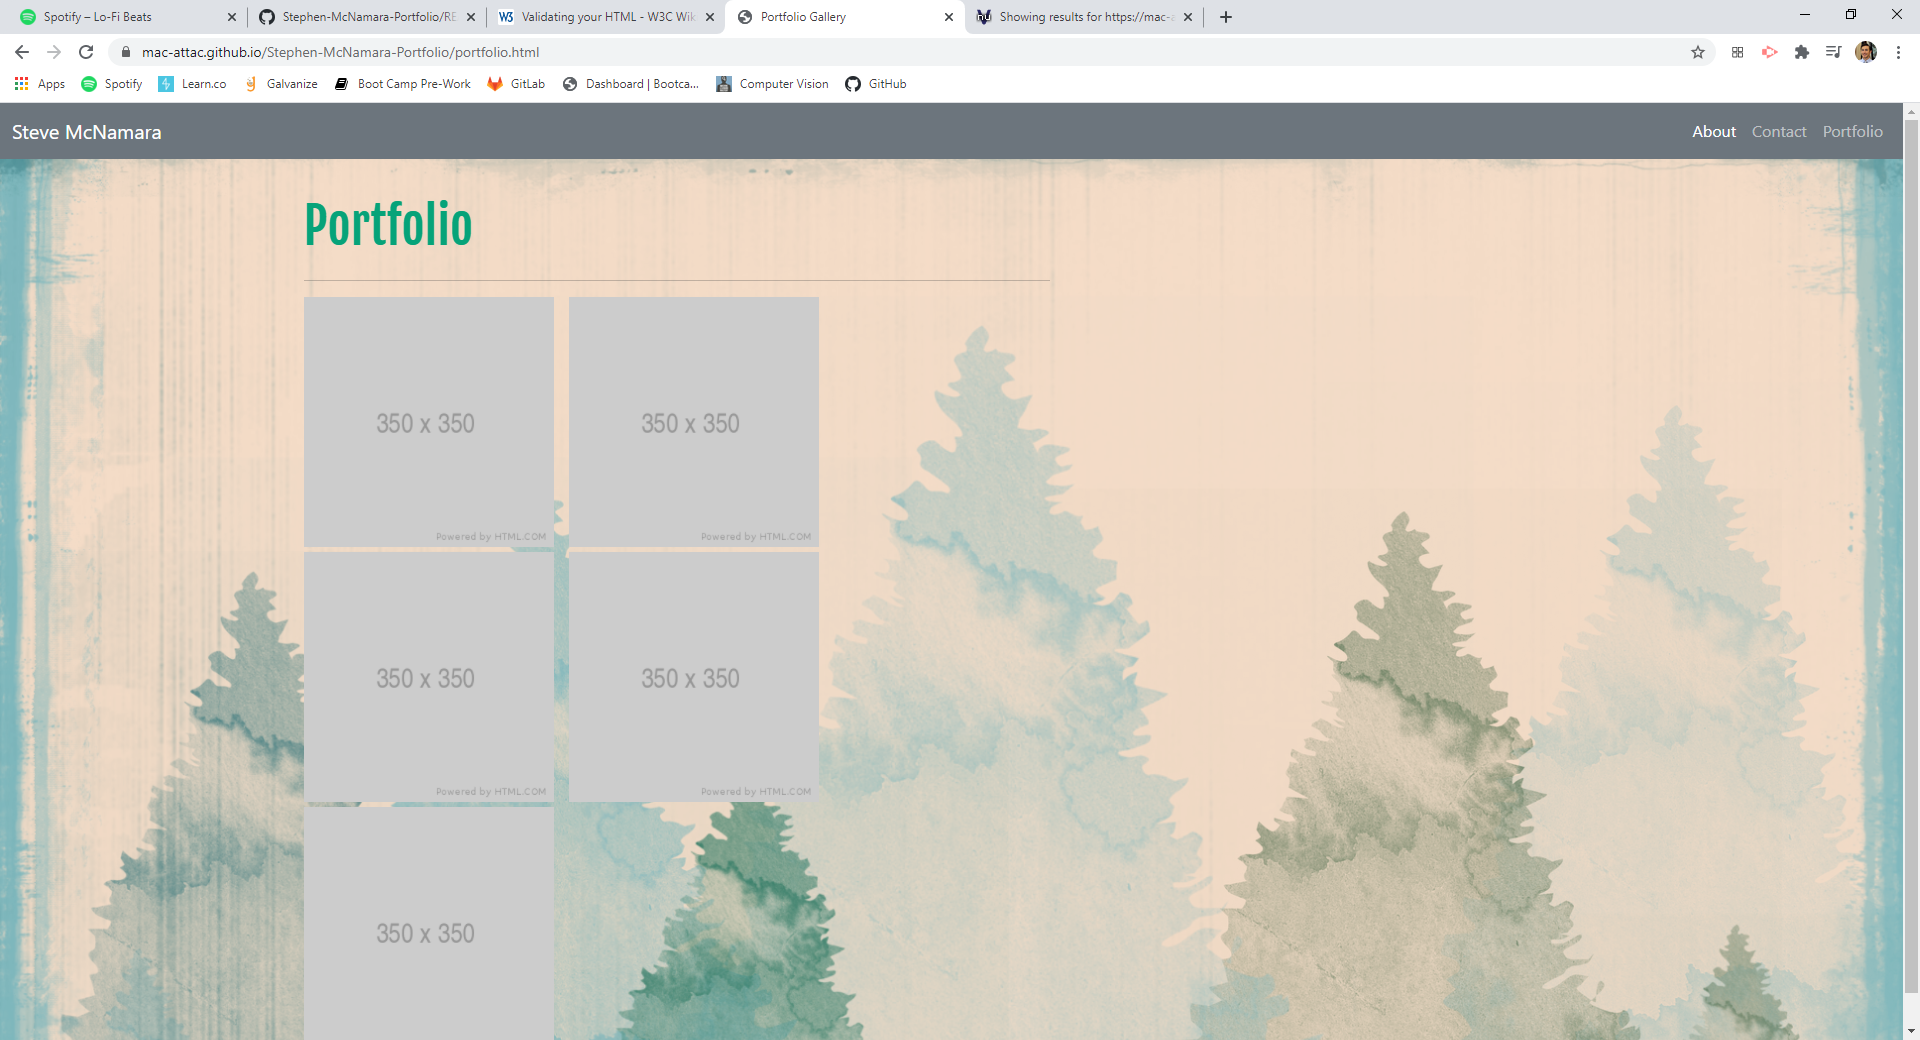 Spotify – Lo-Fi Beats
Stephen-McNamara-Portfolio/RE
Validating your HTML - W3C Wik
Portfolio Gallery
Showing results for https://mac-a
mac-attac.github.io/Stephen-McNamara-Portfolio/portfolio.html
Apps Spotify Learn.co Galvanize Boot Camp Pre-Work GitLab Dashboard | Bootca... Computer Vision GitHub
Steve McNamara About Contact Portfolio
Portfolio
350 x 350 350 x 350
Powered by HTML.COM Powered by HTML.COM
350 x 350 350 x 350
Powered by HTML.COM Powered by HTML.COM
350 x 350